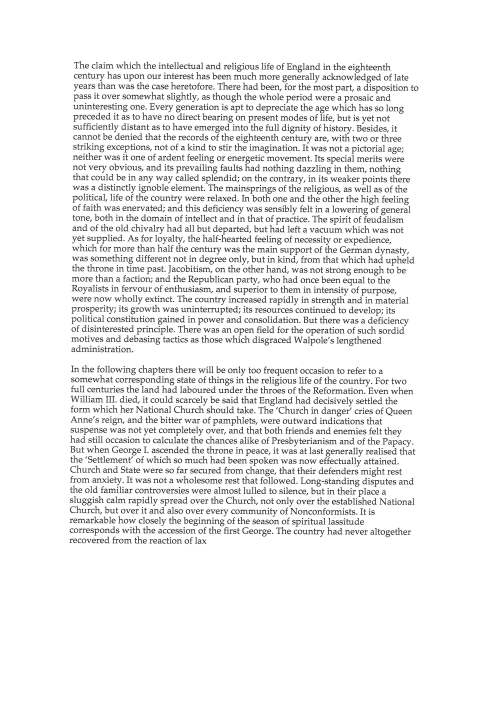 The claim which the intellectual and religious life of England in the eighteenth
century has upon our interest has been much more generally acknowledged of late
years than was the case heretofore. There had been, for the most part, a disposition to
pass it over somewhat slightly, as though the whole period were a prosaic and
uninteresting one. Every generation is apt to depreciate the age which has so long
preceded it as to have no direct bearing on present modes of life, but is yet not
sufficiently distant as to have emerged into the full dignity of history. Besides, it
cannot be denied that the records of the eighteenth century are, with two or three
striking exceptions, not of a kind to stir the imagination. It was not a pictorial age;
neither was it one of ardent feeling or energetic movement. Its special merits were
not very obvious, and its prevailing faults had nothing dazzling in them, nothing
that could be in any way called splendid; on the contrary, in its weaker points there
was a distinctly ignoble element. The mainsprings of the religious, as well as of the
political, life of the country were relaxed. In both one and the other the high feeling
of faith was enervated; and this deficiency was sensibly felt in a lowering of general
tone, both in the domain of intellect and in that of practice. The spirit of feudalism
and of the old chivalry had all but departed, but had left a vacuum which was not
yet supplied. As for loyalty, the half-hearted feeling of necessity or expedience,
which for more than half the century was the main support of the German dynasty,
was something different not in degree only, but in kind, from that which had upheld
the throne in time past. Jacobitism, on the other hand, was not strong enough to be
more than a faction; and the Republican party, who had once been equal to the
Royalists in fervour of enthusiasm, and superior to them in intensity of purpose,
were now wholly extinct. The country increased rapidly in strength and in material
prosperity; its growth was uninterrupted; its resources continued to develop; its
political constitution gained in power and consolidation. But there was a deficiency
of disinterested principle. There was an open field for the operation of such sordid
motives and debasing tactics as those which disgraced Walpole's lengthened
administration.
In the following chapters there will be only too frequent occasion to refer to a
somewhat corresponding state of things in the religious life of the country. For two
full centuries the land had laboured under the throes of the Reformation. Even when
William III. died, it could scarcely be said that England had decisively settled the
form which her National Church should take. The 'Church in danger' cries of Queen
Anne's reign, and the bitter war of pamphlets, were outward indications that
suspense was not yet completely over, and that both friends and enemies felt they
had still occasion to calculate the chances alike of Presbyterianism and of the Papacy.
But when George I. ascended the throne in peace, it was at last generally realised that
the 'Settlement' of which so much had been spoken was now effectually attained.
Church and State were so far secured from change, that their defenders might rest
from anxiety. It was not a wholesome rest that followed. Long-standing disputes and
the old familiar controversies were almost lulled to silence, but in their place a
sluggish calm rapidly spread over the Church, not only over the established National
Church, but over it and also over every community of Nonconformists. It is
remarkable how closely the beginning of the season of spiritual lassitude
corresponds with the accession of the first George. The country had never altogether
recovered from the reaction of lax